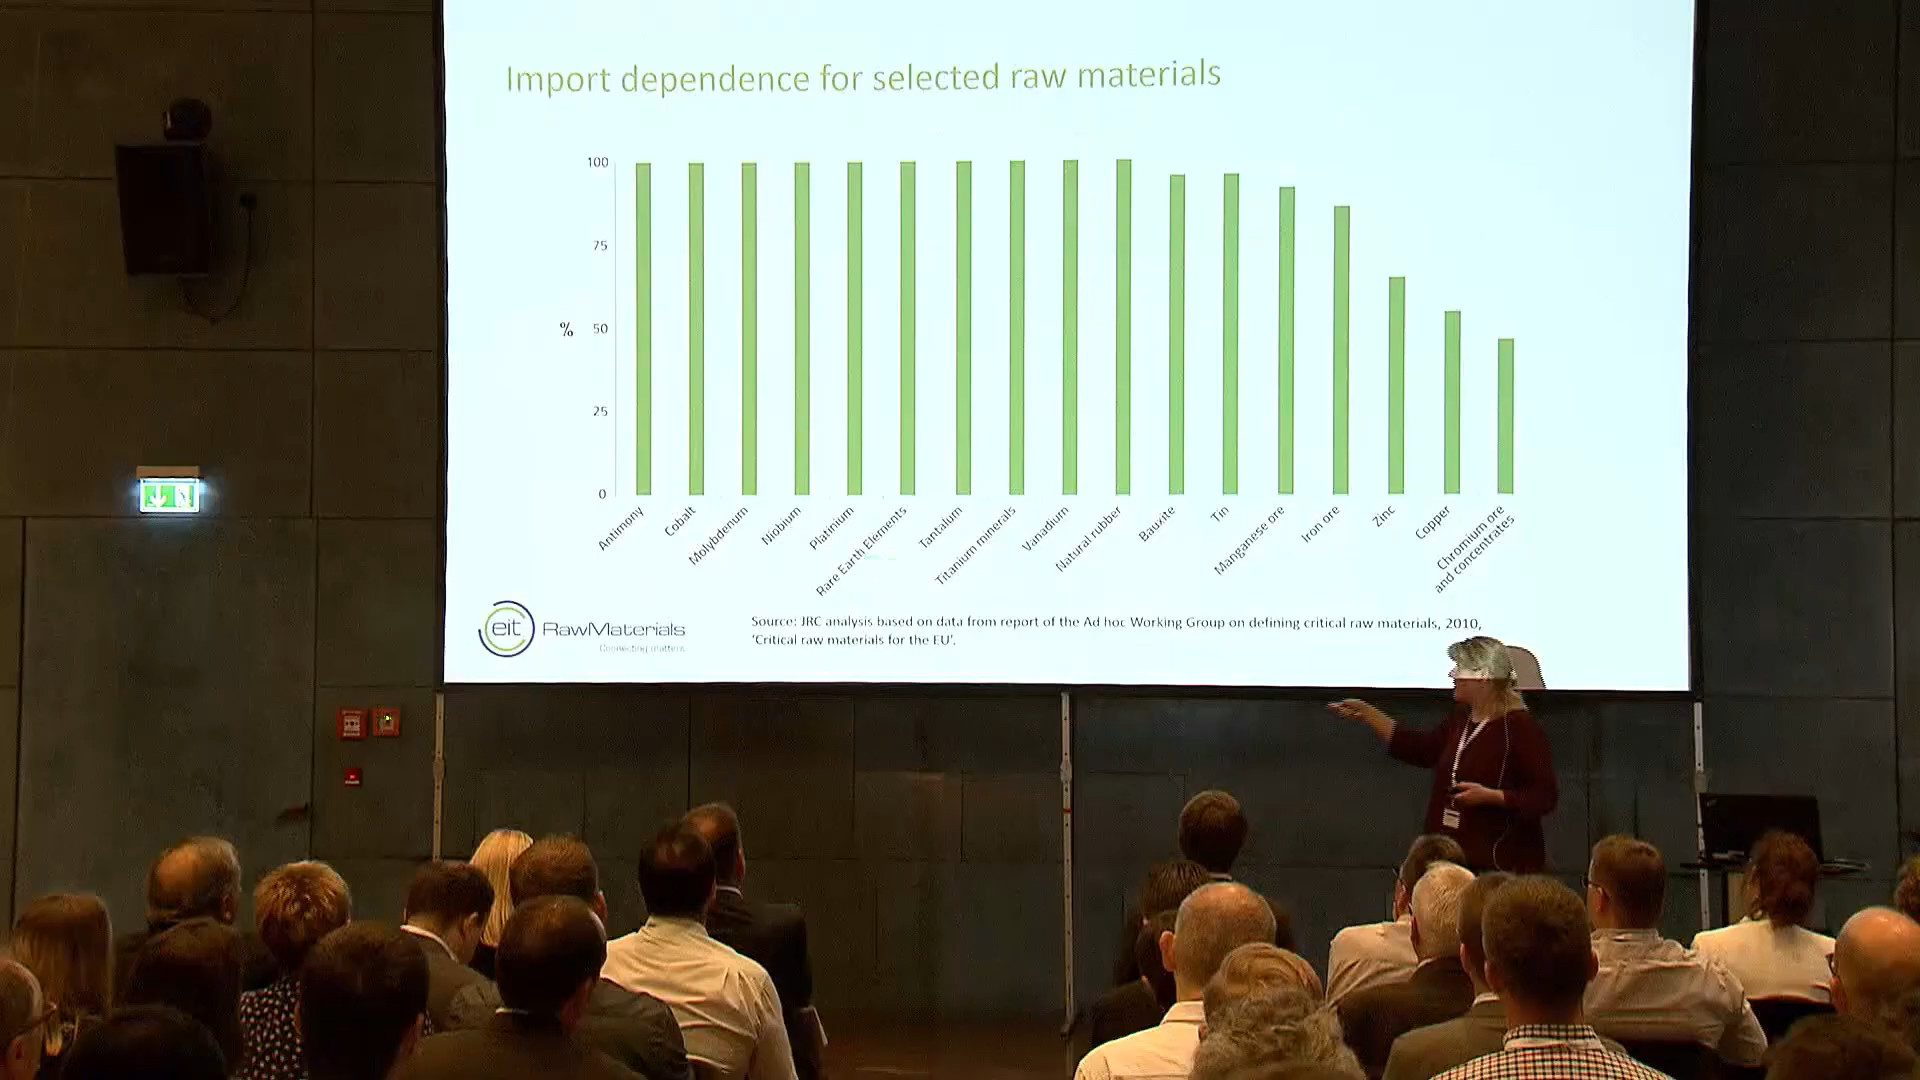 Import dependence for selected raw materials
100
75
% 50
25
0
Antimony
Cobalt
Molybdenum
Niobium
Platinium
Rare Earth Elements
Tantalum
Titanium minerals
Vanadium
Natural rubber
Bauxite
Tin
Manganese ore
Iron ore
Zinc
Copper
Chromium ore
and concentrates
eit RawMaterials
Connecting matters
Source: JRC analysis based on data from report of the Ad hoc Working Group on defining critical raw materials, 2010,
'Critical raw materials for the EU'.